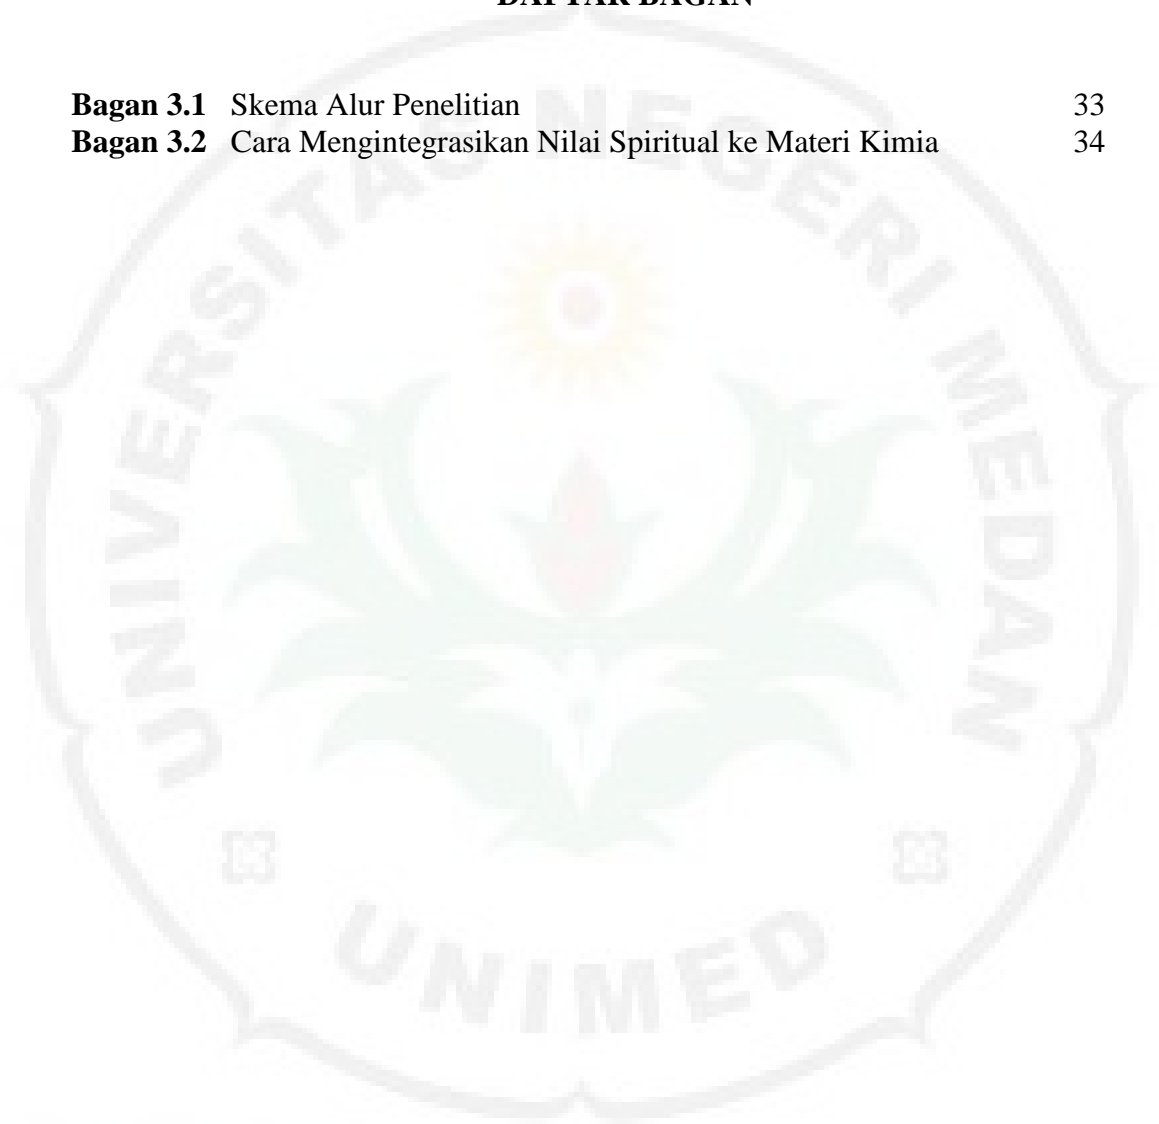 DAFTAR BAGAN
Bagan 3.1 Skema Alur Penelitian 33
Bagan 3.2 Cara Mengintegrasikan Nilai Spiritual ke Materi Kimia 34
UNIVERSITAS NEGERI MEDAN
UNIMED